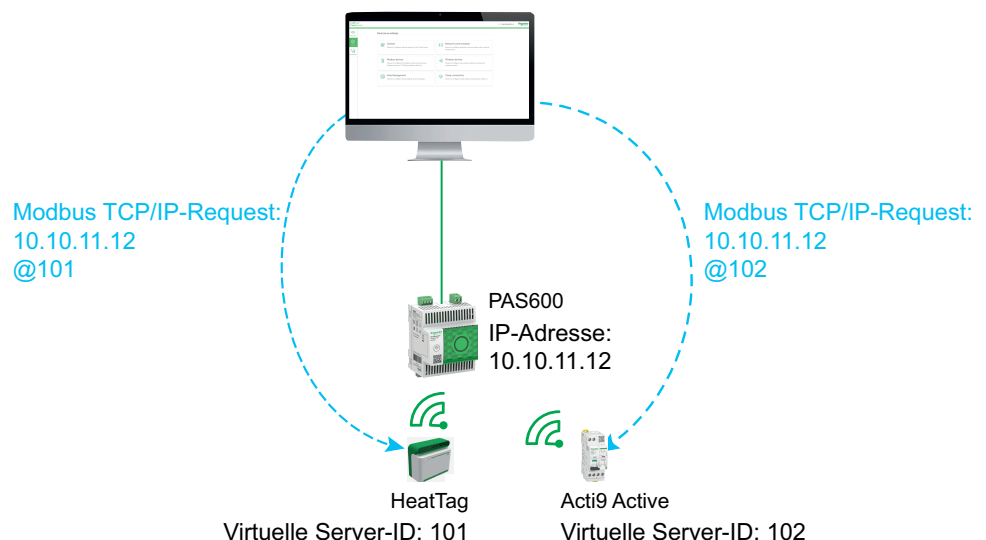 Modbus TCP/IP-Request:
10.10.11.12
@101
Modbus TCP/IP-Request:
10.10.11.12
@102
PAS600
IP-Adresse:
10.10.11.12
HeatTag
Virtuelle Server-ID: 101
Acti9 Active
Virtuelle Server-ID: 102